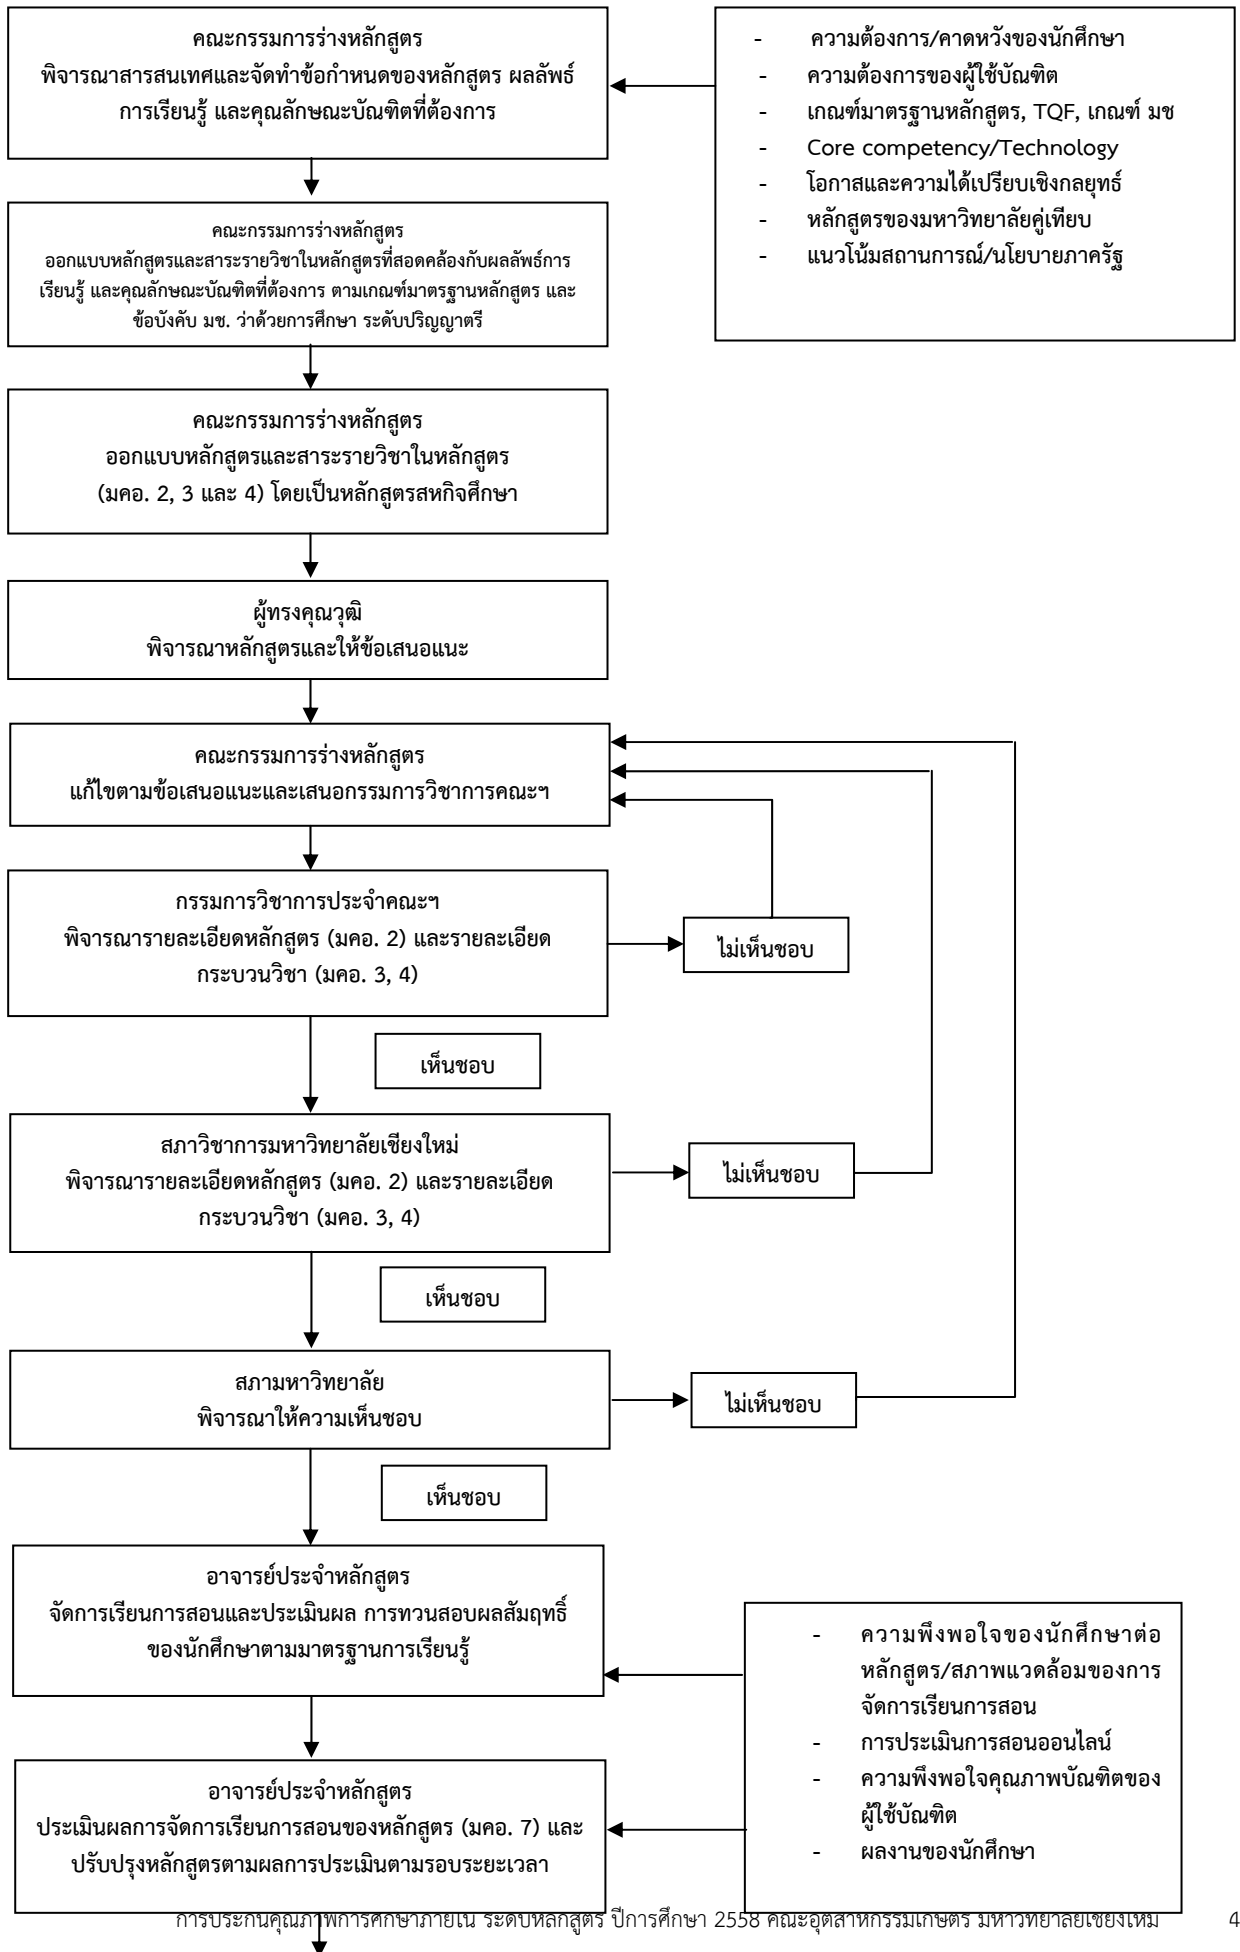 คณะกรรมการร่างหลักสูตร
พิจารณาสารสนเทศและจัดทำข้อกำหนดของหลักสูตร ผลลัพธ์
การเรียนรู้ และคุณลักษณะบัณฑิตที่ต้องการ
- ความต้องการ/คาดหวังของนักศึกษา
- ความต้องการของผู้ใช้บัณฑิต
- เกณฑ์มาตรฐานหลักสูตร, TQF, เกณฑ์ มช
- Core competency/Technology
- โอกาสและความได้เปรียบเชิงกลยุทธ์
- หลักสูตรของมหาวิทยาลัยคู่เทียบ
- แนวโน้มสถานการณ์/นโยบายภาครัฐ
คณะกรรมการร่างหลักสูตร
ออกแบบหลักสูตรและสาระรายวิชาในหลักสูตรที่สอดคล้องกับผลลัพธ์การ
เรียนรู้ และคุณลักษณะบัณฑิตที่ต้องการ ตามเกณฑ์มาตรฐานหลักสูตร และ
ข้อบังคับ มช. ว่าด้วยการศึกษา ระดับปริญญาตรี
คณะกรรมการร่างหลักสูตร
ออกแบบหลักสูตรและสาระรายวิชาในหลักสูตร
(มคอ. 2, 3 และ 4) โดยเป็นหลักสูตรสหกิจศึกษา
ผู้ทรงคุณวุฒิ
พิจารณาหลักสูตรและให้ข้อเสนอแนะ
คณะกรรมการร่างหลักสูตร
แก้ไขตามข้อเสนอแนะและเสนอกรรมการวิชาการคณะฯ
กรรมการวิชาการประจำคณะฯ
พิจารณารายละเอียดหลักสูตร (มคอ. 2) และรายละเอียด
กระบวนวิชา (มคอ. 3, 4)
ไม่เห็นชอบ
เห็นชอบ
สภาวิชาการมหาวิทยาลัยเชียงใหม่
พิจารณารายละเอียดหลักสูตร (มคอ. 2) และรายละเอียด
กระบวนวิชา (มคอ. 3, 4)
ไม่เห็นชอบ
เห็นชอบ
สภามหาวิทยาลัย
พิจารณาให้ความเห็นชอบ
ไม่เห็นชอบ
เห็นชอบ
อาจารย์ประจำหลักสูตร
จัดการเรียนการสอนและประเมินผล การทวนสอบผลสัมฤทธิ์
ของนักศึกษาตามมาตรฐานการเรียนรู้
- ความพึงพอใจของนักศึกษาต่อ
หลักสูตร/สภาพแวดล้อมของการ
จัดการเรียนการสอน
- การประเมินการสอนออนไลน์
- ความพึงพอใจคุณภาพบัณฑิตของ
ผู้ใช้บัณฑิต
- ผลงานของนักศึกษา
อาจารย์ประจำหลักสูตร
ประเมินผลการจัดการเรียนการสอนของหลักสูตร (มคอ. 7) และ
ปรับปรุงหลักสูตรตามผลการประเมินตามรอบระยะเวลา
การประกันคุณภาพการศึกษาภายใน ระดับหลักสูตร ปีการศึกษา 2558 คณะอุตสาหกรรมเกษตร มหาวิทยาลัยเชียงใหม่ 4